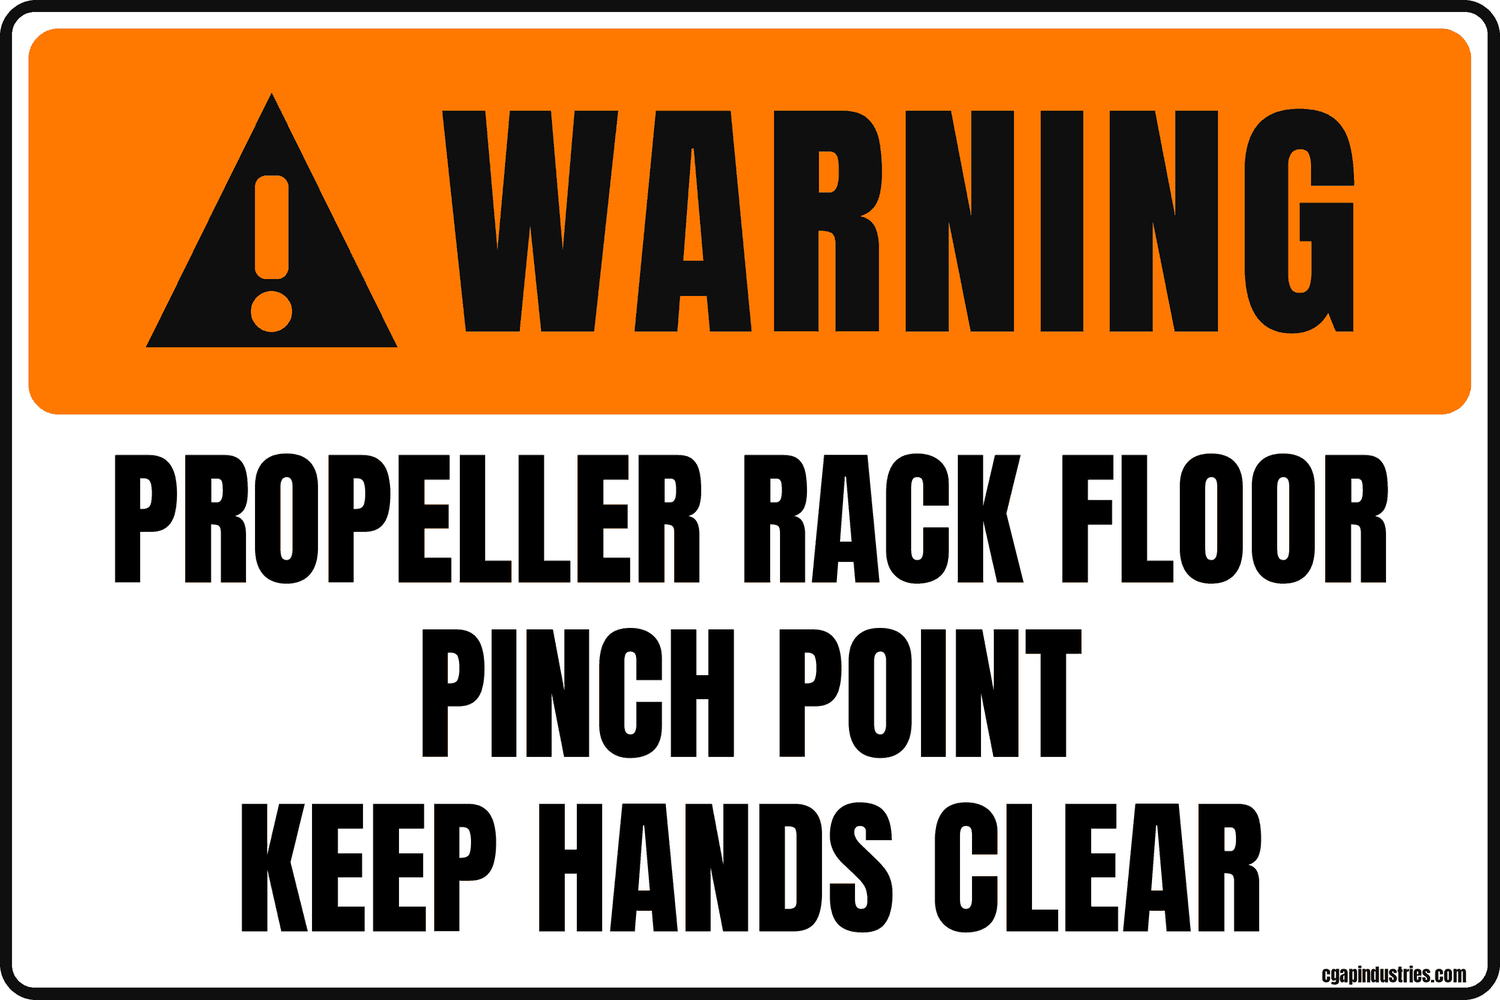 WARNING
PROPELLER RACK FLOOR
PINCH POINT
KEEP HANDS CLEAR
cgapindustries.com